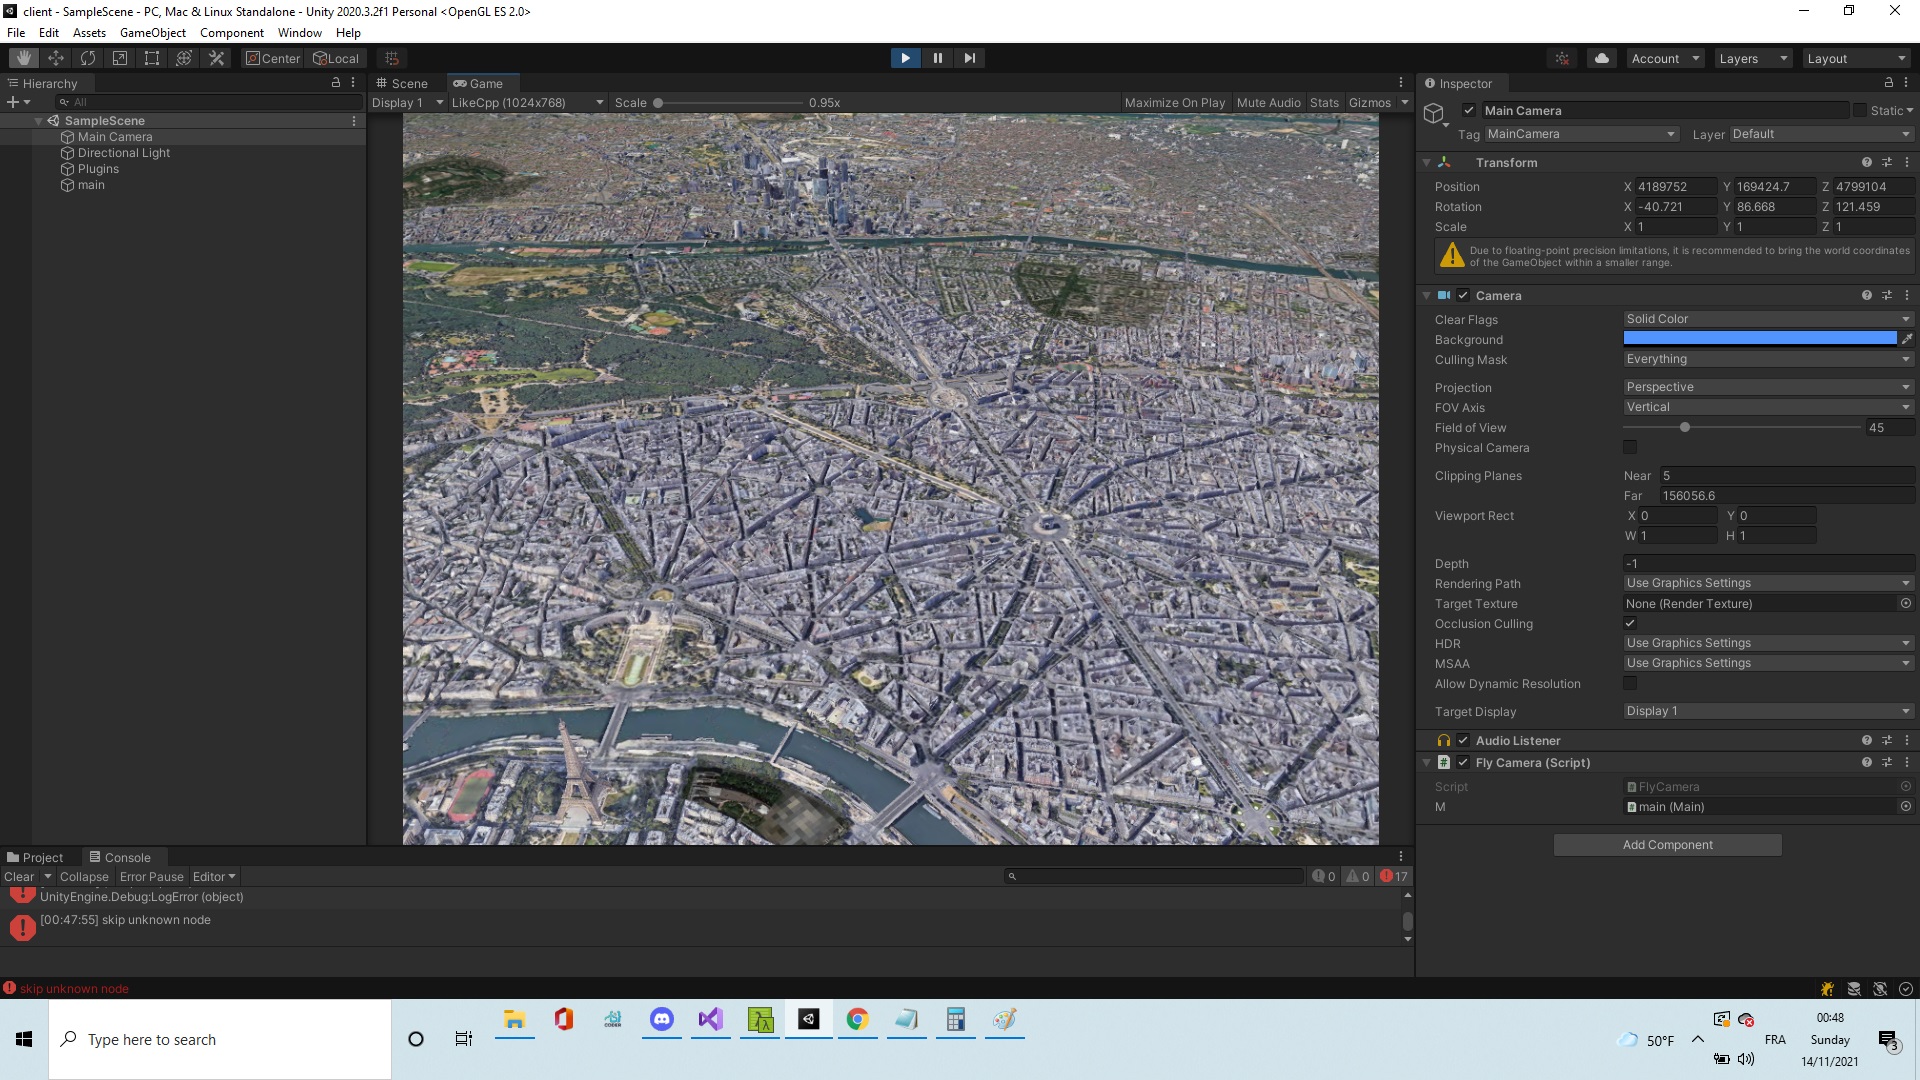 client - SampleScene - PC, Mac & Linux Standalone - Unity 2020.3.2f1 Personal <OpenGL ES 2.0>
File Edit Assets GameObject Component Window Help
Center Local Account Layers Layout
Hierarchy
All
SampleScene
Main Camera
Directional Light
Plugins
main
Scene Game
Display 1 LikeCpp (1024x768) Scale 0.95x Maximize On Play Mute Audio Stats Gizmos
Inspector
Main Camera Static
Tag MainCamera Layer Default
Transform
Position X 4189752 Y 169424.7 Z 4799104
Rotation X -40.721 Y 86.668 Z 121.459
Scale X 1 Y 1 Z 1
Due to floating-point precision limitations, it is recommended to bring the world coordinates
of the GameObject within a smaller range.
Camera
Clear Flags Solid Color
Background
Culling Mask Everything
Projection Perspective
FOV Axis Vertical
Field of View 45
Physical Camera
Clipping Planes Near 5
Far 156056.6
Viewport Rect X 0 Y 0
W 1 H 1
Depth -1
Rendering Path Use Graphics Settings
Target Texture None (Render Texture)
Occlusion Culling
HDR Use Graphics Settings
MSAA Use Graphics Settings
Allow Dynamic Resolution
Target Display Display 1
Audio Listener
Fly Camera (Script)
Script FlyCamera
M main (Main)
Add Component
Project Console
Clear Collapse Error Pause Editor 0 0 17
UnityEngine.Debug:LogError (object)
[00:47:55] skip unknown node
skip unknown node
Type here to search
50°F FRA
00:48
Sunday
14/11/2021
3